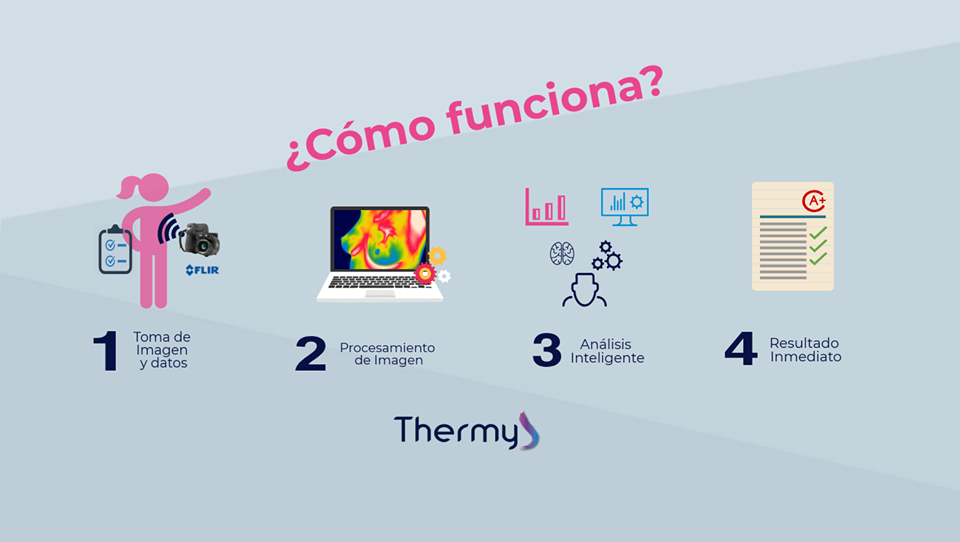 ¿Cómo funciona?
A+
FLIR
1
Toma de
Imagen
y datos
2
Procesamiento
de Imagen
3
Análisis
Inteligente
4
Resultado
Inmediato
Thermy